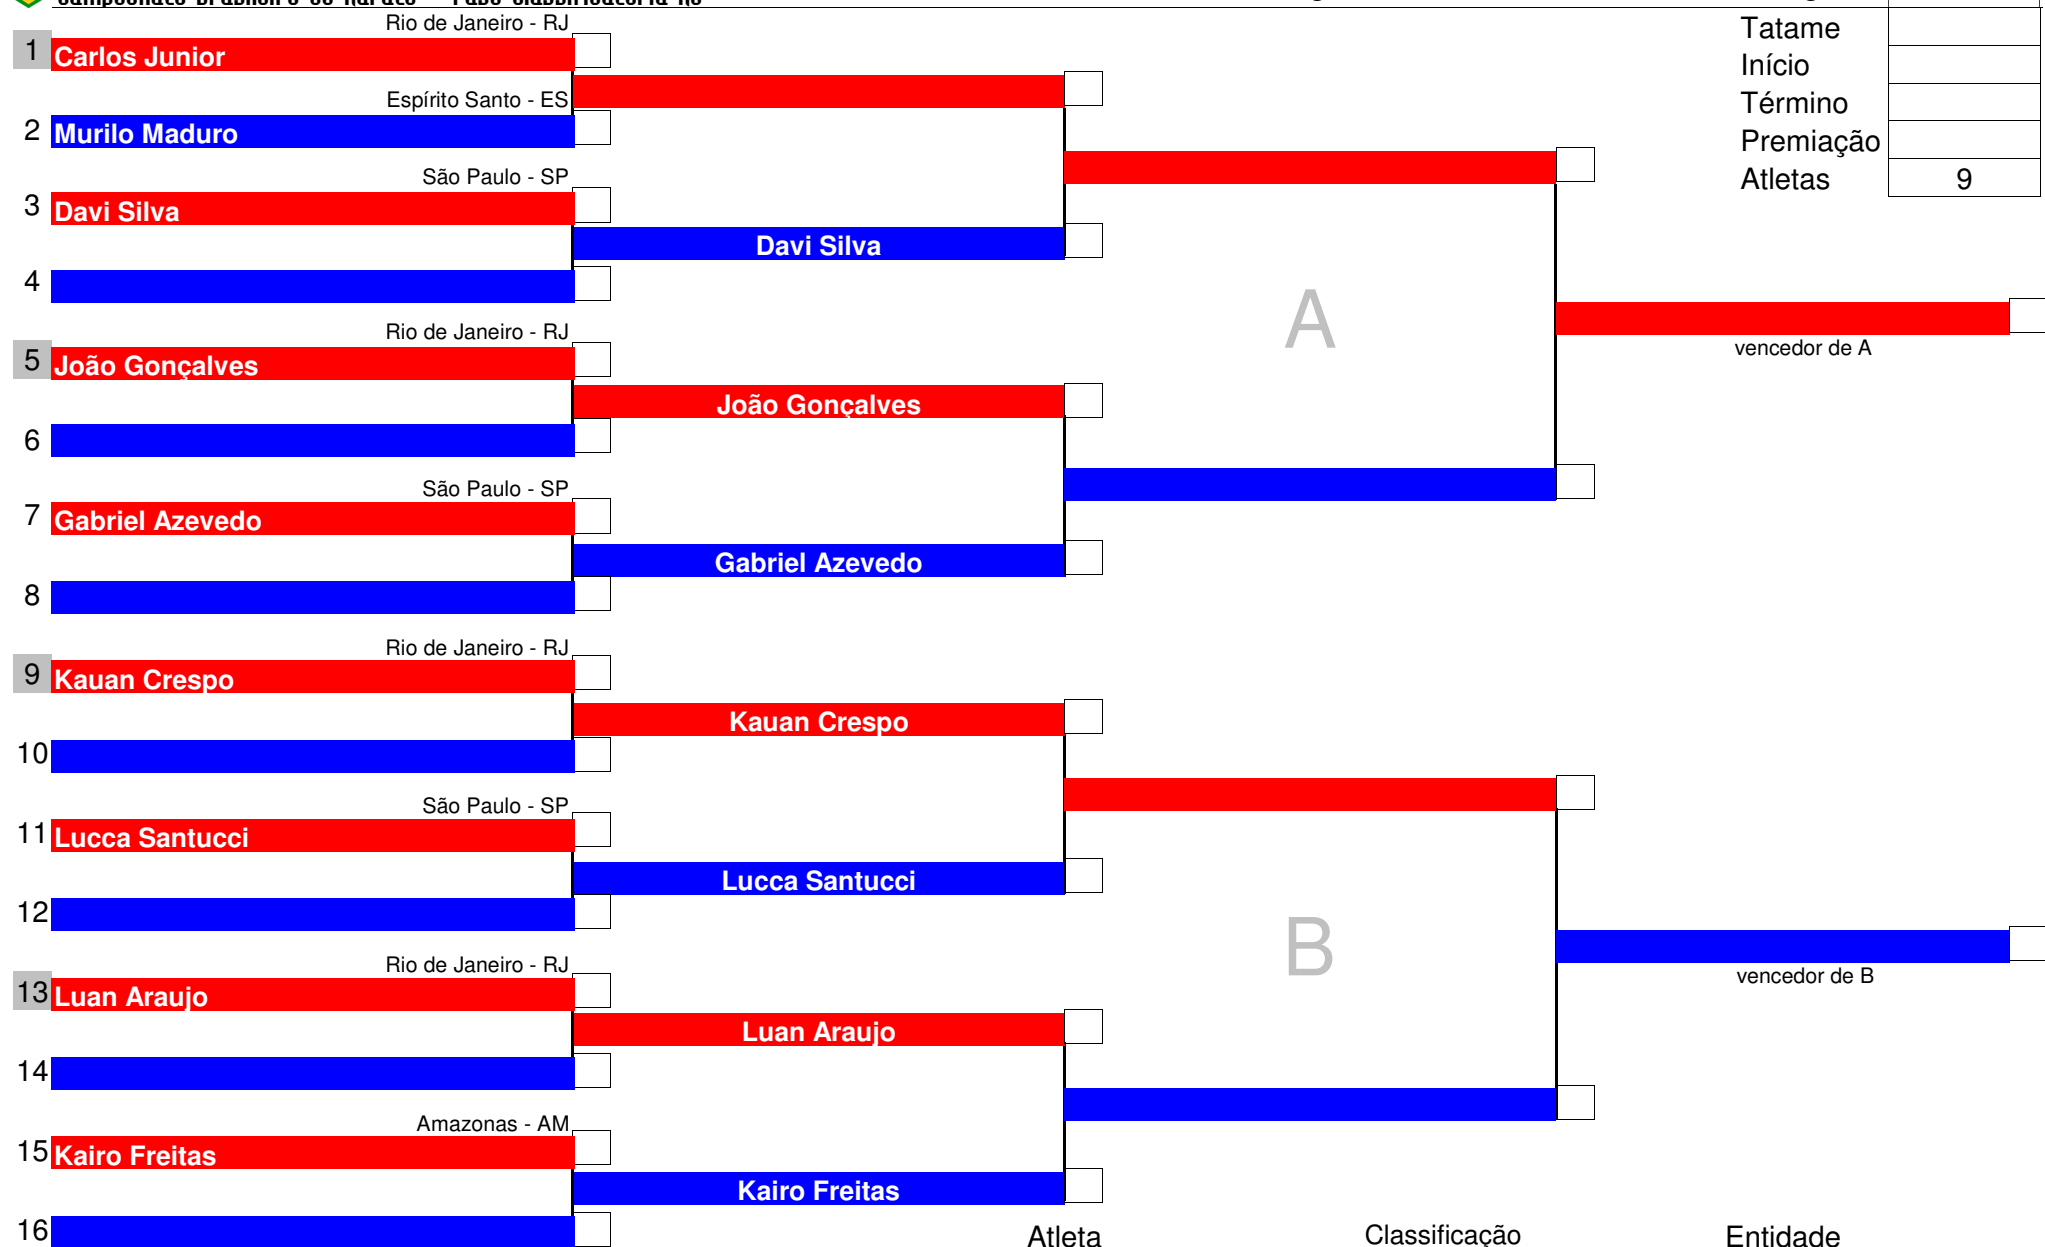 Rio de Janeiro - RJ
1 Carlos Junior
Espírito Santo - ES
2 Murilo Maduro
São Paulo - SP
3 Davi Silva
Davi Silva
4
Rio de Janeiro - RJ
5 João Gonçalves
João Gonçalves
6
São Paulo - SP
7 Gabriel Azevedo
Gabriel Azevedo
8
Rio de Janeiro - RJ
9 Kauan Crespo
Kauan Crespo
10
São Paulo - SP
11 Lucca Santucci
Lucca Santucci
12
Rio de Janeiro - RJ
13 Luan Araujo
Luan Araujo
14
Amazonas - AM
15 Kairo Freitas
Kairo Freitas
16
A
B
vencedor de A
vencedor de B
Tatame
Início
Término
Premiação
Atletas 9
Atleta Classificação Entidade